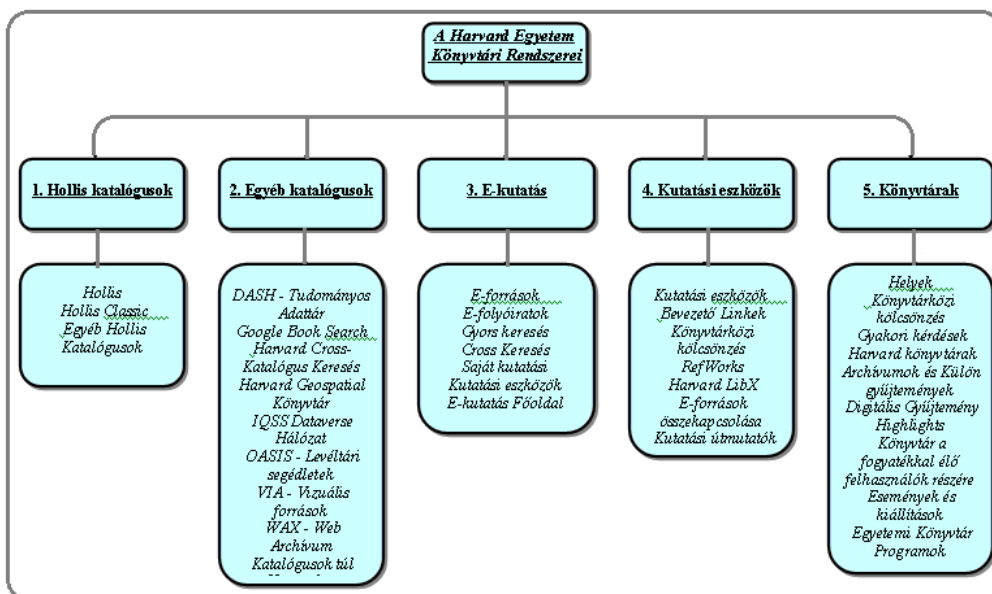 A Harvard Egyetem
Könyvtári Rendszerei
1. Hollis katalógusok
Hollis
Hollis Classic
Egyéb Hollis
Katalógusok
2. Egyéb katalógusok
DASH - Tudományos
Adattár
Google Book Search
Harvard Cross-
Katalógus Keresés
Harvard Geospatial
Könyvtár
IQSS Dataverse
Hálózat
OASIS - Levéltári
segédletek
VIA - Vizuális
források
WAX - Web
Archívum
Katalógusok túl
3. E-kutatás
E-források
E-folyóiratok
Gyors keresés
Cross Keresés
Saját kutatási
Kutatási eszközök
E-kutatás Főoldal
4. Kutatási eszközök
Kutatási eszközök
Bevezető Linkek
Könyvtárközi
kölcsönzés
RefWorks
Harvard LibX
E-források
összekapcsolása
Kutatási útmutatók
5. Könyvtárak
Helyek
Könyvtárközi
kölcsönzés
Gyakori kérdések
Harvard könyvtárak
Archívumok és Külön
gyűjtemények
Digitális Gyűjtemény
Highlights
Könyvtár a
fogyatékkal élő
felhasználók részére
Események és
kiállítások
Egyetemi Könyvtár
Programok